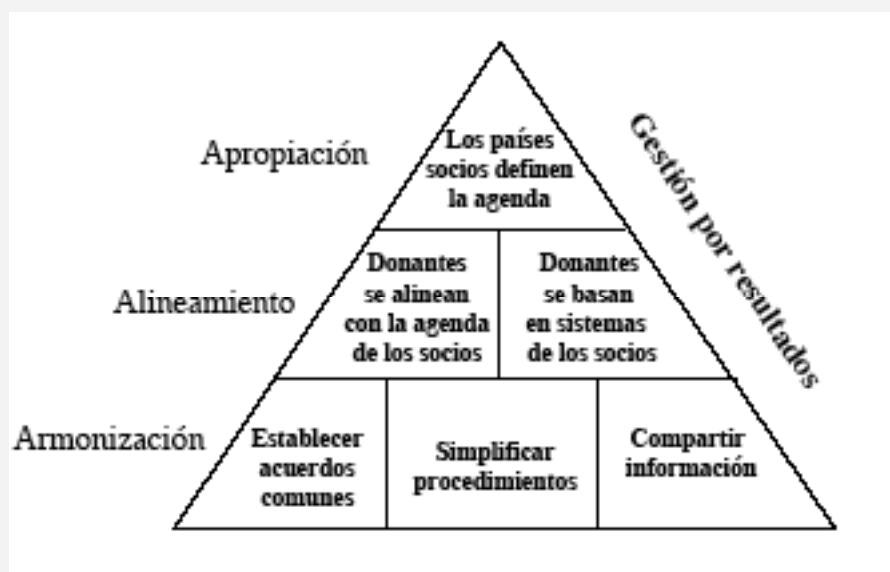 Apropiación
Los países
socios definen
la agenda
Gestión por resultados
Alineamiento
Donantes
se alinean
con la agenda
de los socios
Donantes
se basan
en sistemas
de los socios
Armonización
Establecer
acuerdos
comunes
Simplificar
procedimientos
Compartir
información